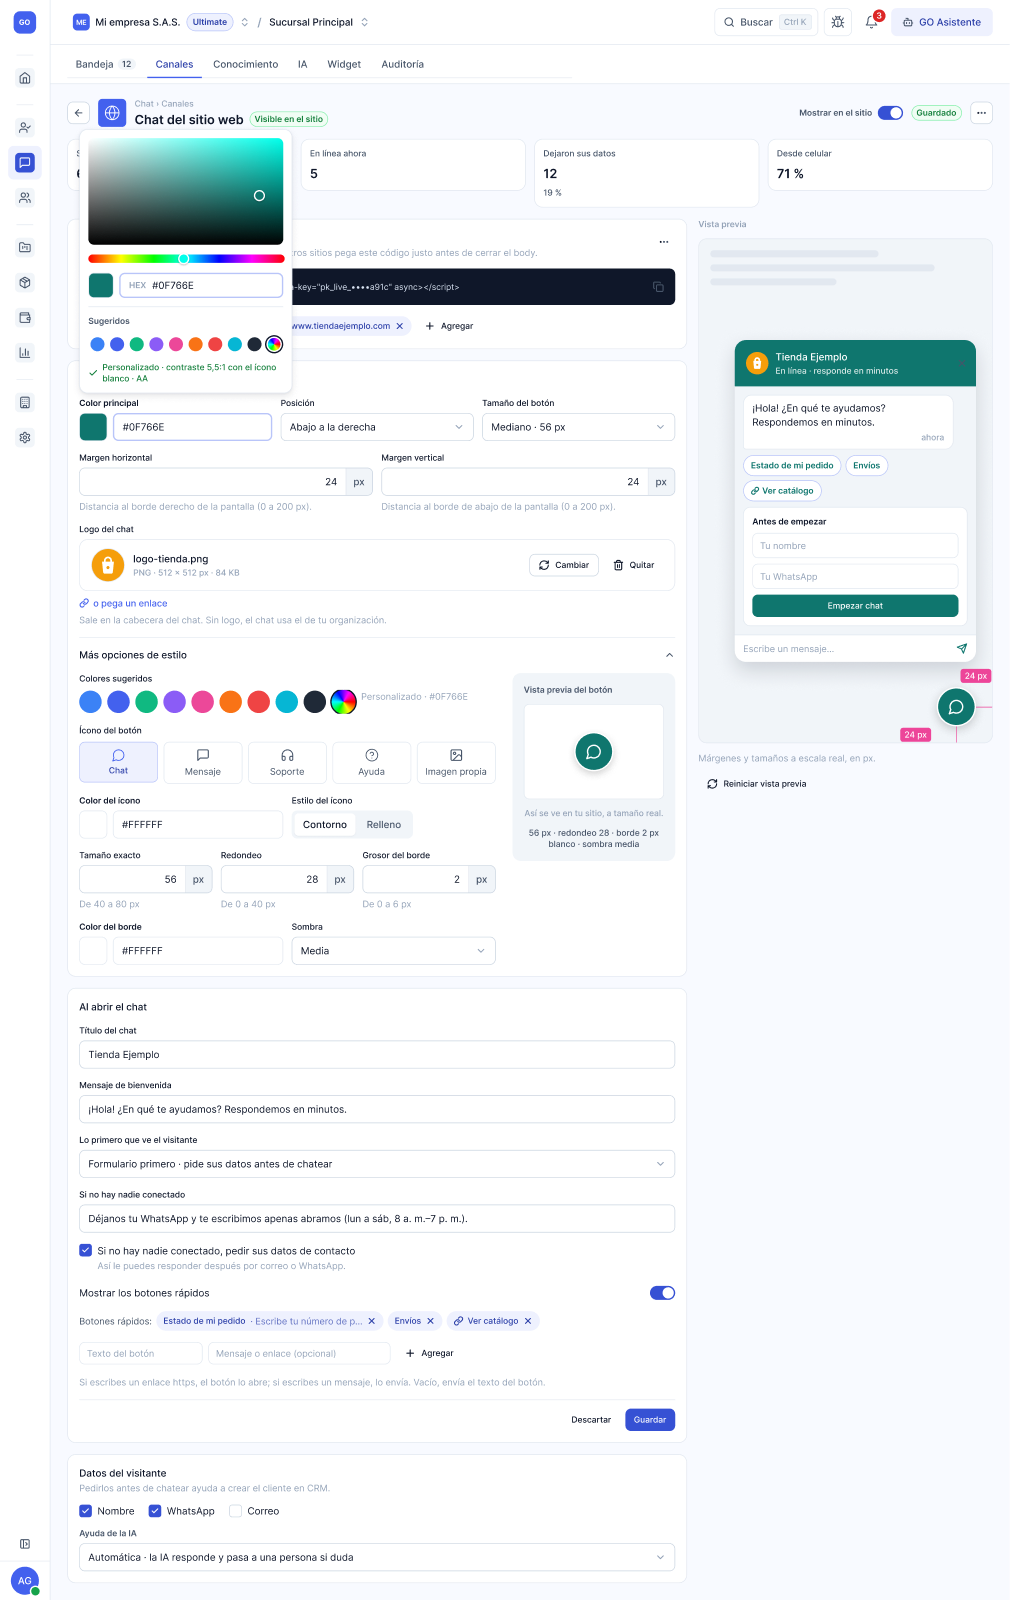 GO
ME Mi empresa S.A.S. Ultimate / Sucursal Principal
Buscar Ctrl K
3
GO Asistente
Bandeja 12 Canales Conocimiento IA Widget Auditoría
Chat › Canales
Chat del sitio web Visible en el sitio
Mostrar en el sitio Guardado
En línea ahora
5
Dejaron sus datos
12
19 %
Desde celular
71 %
HEX #0F766E
Sugeridos
Personalizado · contraste 5,5:1 con el ícono
blanco · AA
tros sitios pega este código justo antes de cerrar el body.
-key="pk_live_••••a91c" async></script>
www.tiendaejemplo.com
Agregar
Color principal
#0F766E
Posición
Abajo a la derecha
Tamaño del botón
Mediano · 56 px
Margen horizontal
24 px
Distancia al borde derecho de la pantalla (0 a 200 px).
Margen vertical
24 px
Distancia al borde de abajo de la pantalla (0 a 200 px).
Logo del chat
logo-tienda.png
PNG · 512 × 512 px · 84 KB
Cambiar
Quitar
o pega un enlace
Sale en la cabecera del chat. Sin logo, el chat usa el de tu organización.
Más opciones de estilo
Colores sugeridos
Personalizado · #0F766E
Ícono del botón
Chat
Mensaje
Soporte
Ayuda
Imagen propia
Color del ícono
#FFFFFF
Estilo del ícono
Contorno Relleno
Tamaño exacto
56 px
De 40 a 80 px
Redondeo
28 px
De 0 a 40 px
Grosor del borde
2 px
De 0 a 6 px
Color del borde
#FFFFFF
Sombra
Media
Vista previa del botón
Así se ve en tu sitio, a tamaño real.
56 px · redondeo 28 · borde 2 px
blanco · sombra media
Al abrir el chat
Título del chat
Tienda Ejemplo
Mensaje de bienvenida
¡Hola! ¿En qué te ayudamos? Respondemos en minutos.
Lo primero que ve el visitante
Formulario primero · pide sus datos antes de chatear
Si no hay nadie conectado
Déjanos tu WhatsApp y te escribimos apenas abramos (lun a sáb, 8 a. m.–7 p. m.).
Si no hay nadie conectado, pedir sus datos de contacto
Así le puedes responder después por correo o WhatsApp.
Mostrar los botones rápidos
Botones rápidos: Estado de mi pedido · Escribe tu número de p... Envíos Ver catálogo
Texto del botón
Mensaje o enlace (opcional)
Agregar
Si escribes un enlace https, el botón lo abre; si escribes un mensaje, lo envía. Vacío, envía el texto del botón.
Descartar
Guardar
Datos del visitante
Pedirlos antes de chatear ayuda a crear el cliente en CRM.
Nombre WhatsApp Correo
Ayuda de la IA
Automática · la IA responde y pasa a una persona si duda
Vista previa
Tienda Ejemplo
En línea · responde en minutos
¡Hola! ¿En qué te ayudamos?
Respondemos en minutos.
ahora
Estado de mi pedido
Envíos
Ver catálogo
Antes de empezar
Tu nombre
Tu WhatsApp
Empezar chat
Escribe un mensaje...
24 px
24 px
Márgenes y tamaños a escala real, en px.
Reiniciar vista previa
AG